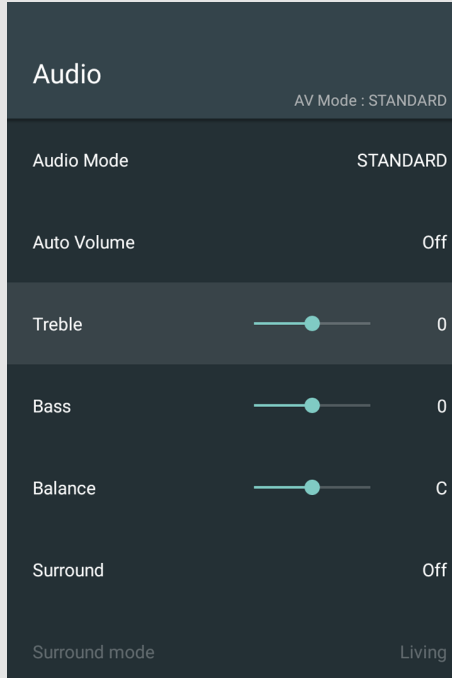 Audio
AV Mode : STANDARD
Audio Mode STANDARD
Auto Volume Off
Treble 0
Bass 0
Balance C
Surround Off
Surround mode Living